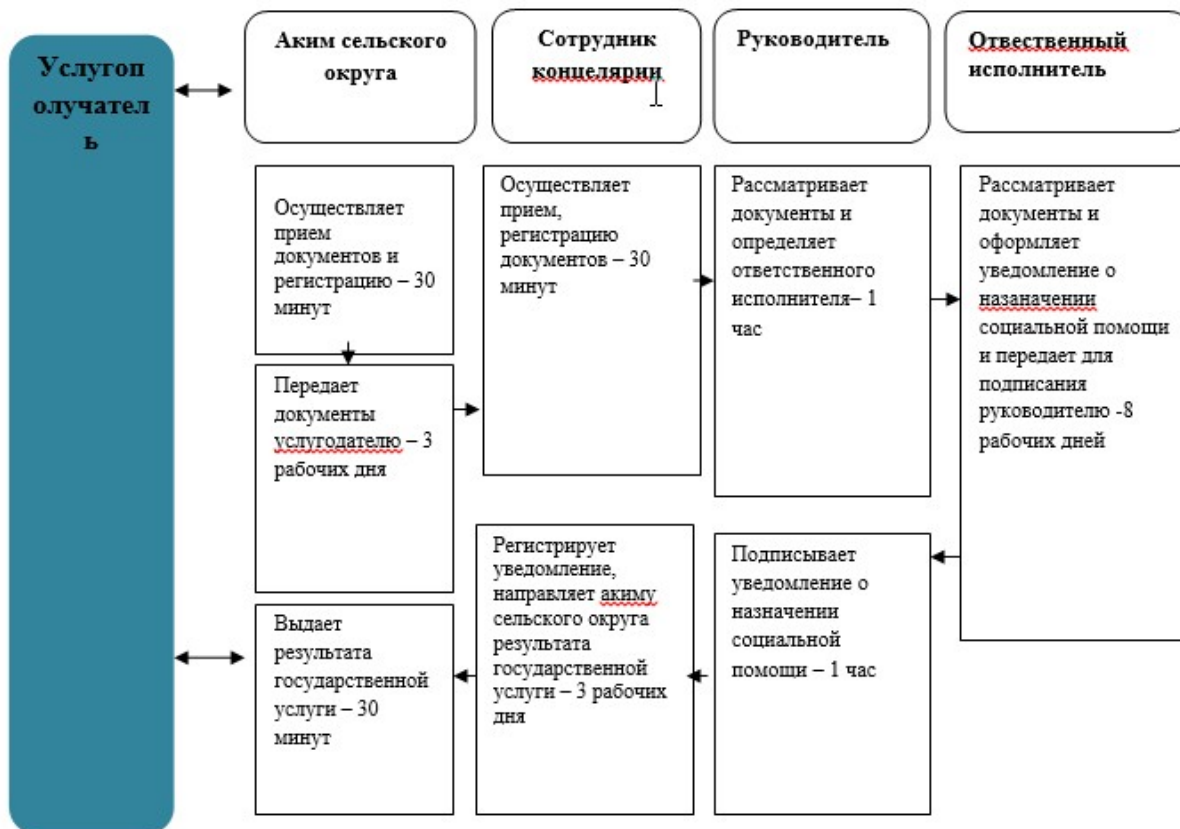 Услугоп
олучател
ь
Аким сельского
округа
Сотрудник
концелярии
Руководитель
Отвественный
исполнитель
Осуществляет
прием
документов и
регистрацию – 30
минут
Передает
документы
услугодателю – 3
рабочих дня
Осуществляет
прием,
регистрацию
документов – 30
минут
Рассматривает
документы и
определяет
ответственного
исполнителя– 1
час
Рассматривает
документы и
оформляет
уведомление о
назаначении
социальной помощи
и передает для
подписания
руководителю -8
рабочих дней
Подписывает
уведомление о
назначении
социальной
помощи – 1 час
Регистрирует
уведомление,
направляет акиму
сельского округа
результата
государственной
услуги – 3 рабочих
дня
Выдает
результата
государственной
услуги – 30
минут